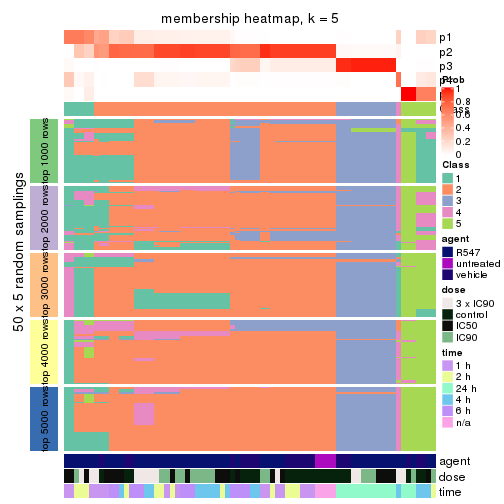 membership heatmap, k = 5
p1
p2
p3
Prob
1
0.8
0.6
0.4
0.2
0
Class
1
2
3
4
5
agent
R547
untreated
vehicle
dose
3 x IC90
control
IC50
IC90
time
1 h
2 h
24 h
4 h
6 h
n/a
50 x 5 random samplings
top 1000 rows
top 2000 rows
top 3000 rows
top 4000 rows
top 5000 rows
agent
dose
time